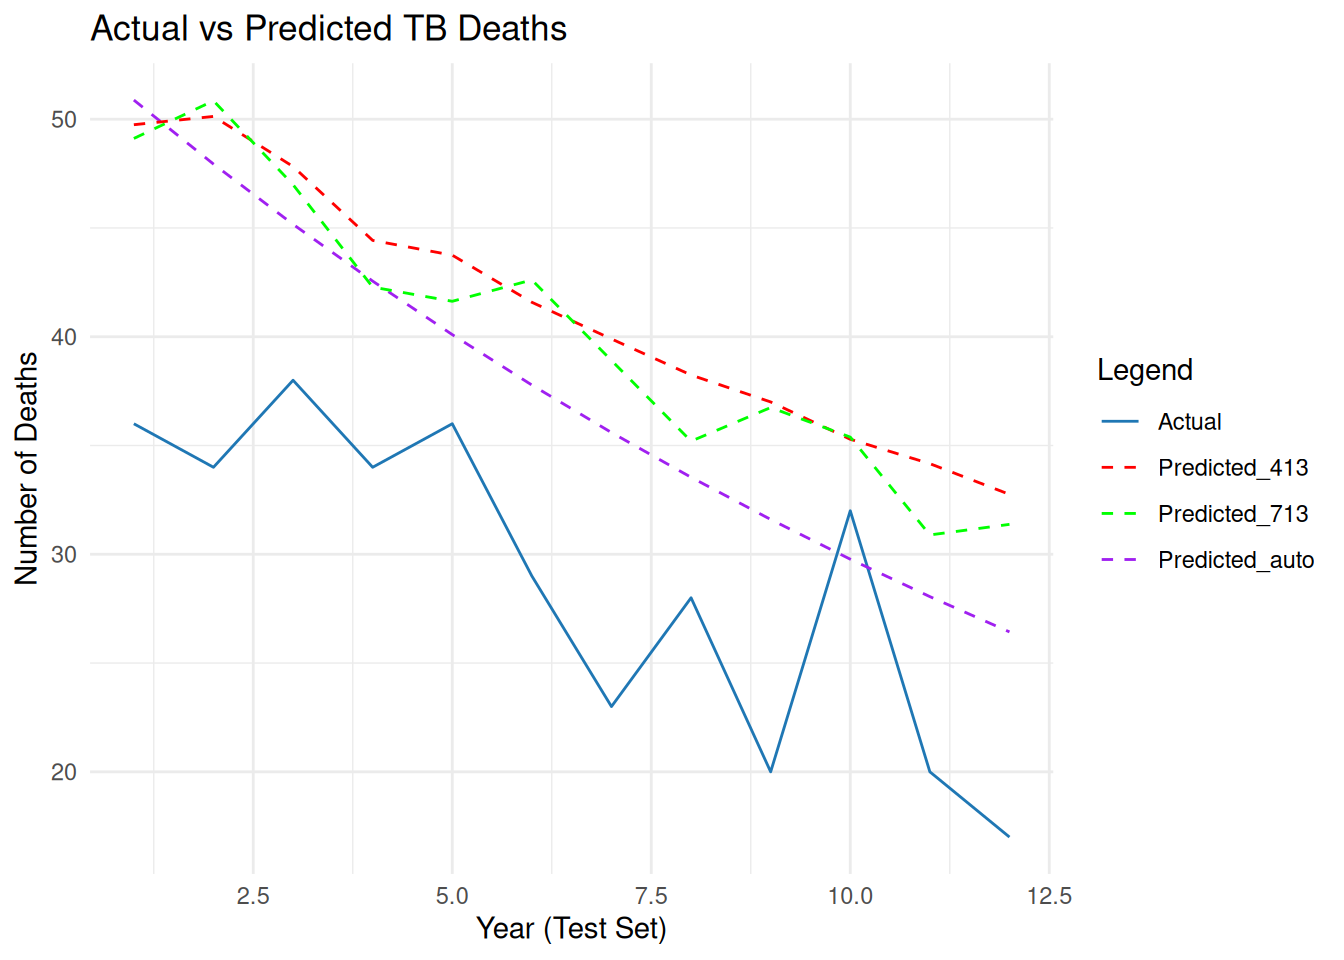 Actual vs Predicted TB Deaths
50
40
30
20
Number of Deaths
2.5 5.0 7.5 10.0 12.5
Year (Test Set)
Legend
Actual
Predicted_413
Predicted_713
Predicted_auto